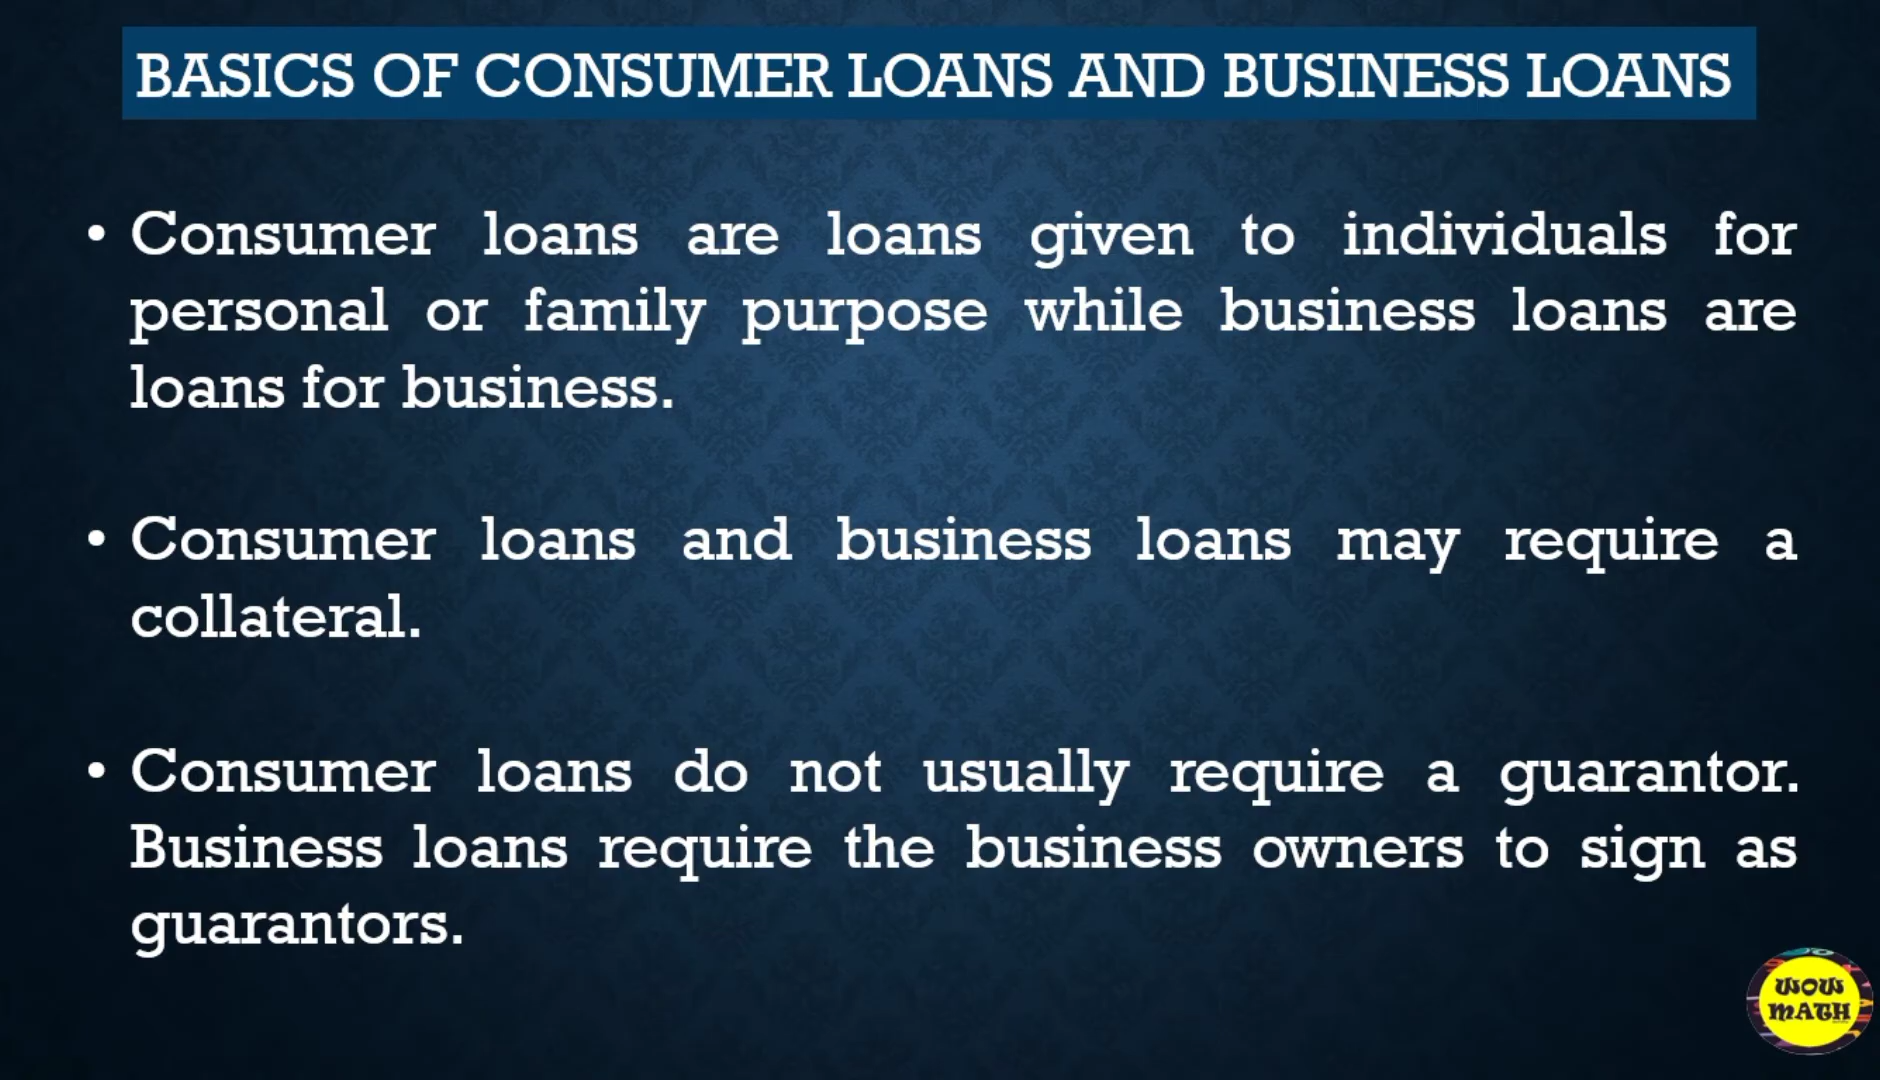 BASICS OF CONSUMER LOANS AND BUSINESS LOANS
• Consumer loans are loans given to individuals for
personal or family purpose while business loans are
loans for business.
• Consumer loans and business loans may require a
collateral.
• Consumer loans do not usually require a guarantor.
Business loans require the business owners to sign as
guarantors.
WOW
MATH